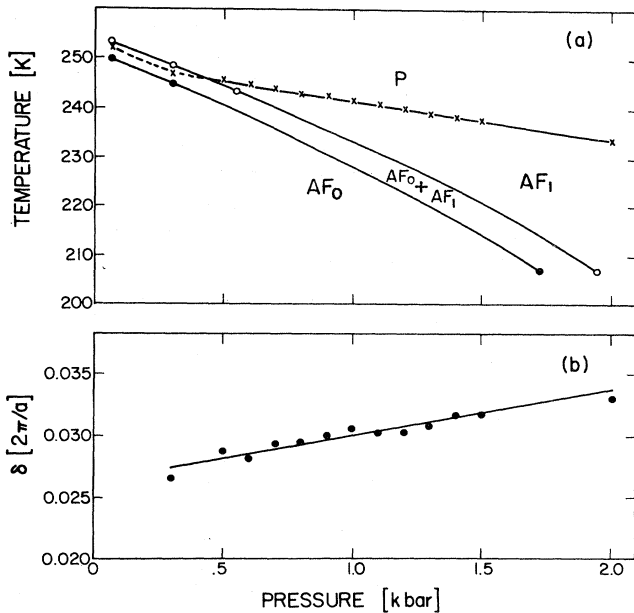 (a)
TEMPERATURE [K]
250
240
230
220
210
200
P
AF₀
AF₀ + AF₁
AF₁
(b)
δ [2π/a]
0.035
0.030
0.025
0.020
0 .5 1.0 1.5 2.0
PRESSURE [k bar]